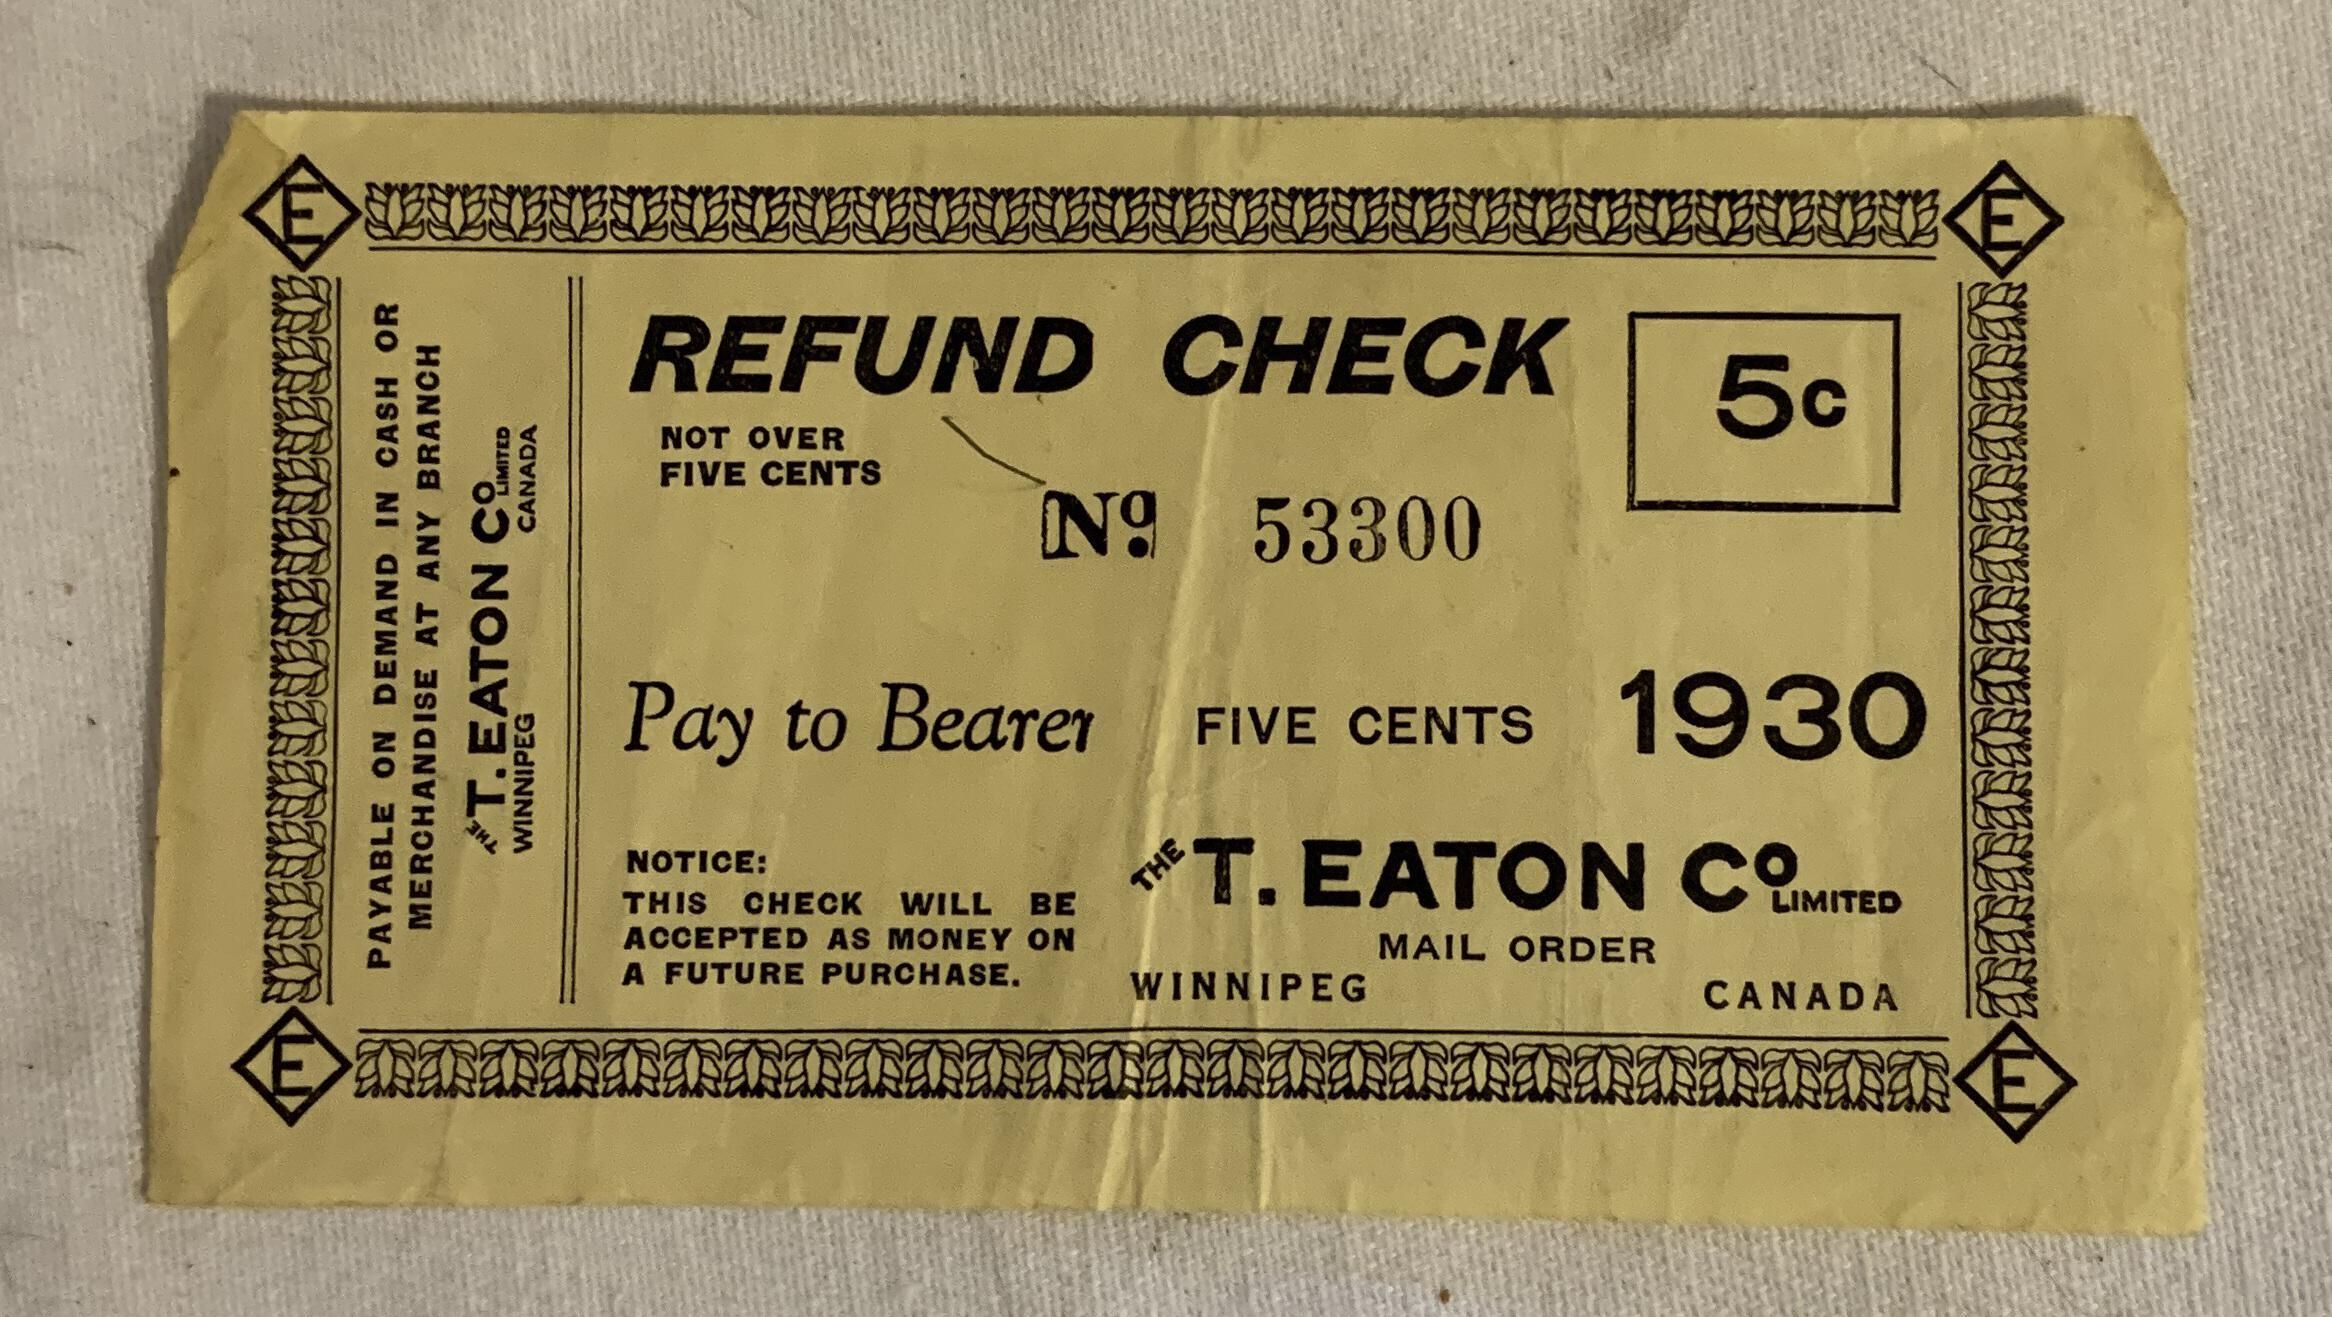 E
E
PAYABLE ON DEMAND IN CASH OR
MERCHANDISE AT ANY BRANCH
THE T. EATON CO LIMITED
WINNIPEG CANADA
REFUND CHECK
5c
NOT OVER
FIVE CENTS
No 53300
Pay to Bearer FIVE CENTS 1930
NOTICE:
THIS CHECK WILL BE
ACCEPTED AS MONEY ON
A FUTURE PURCHASE.
THE T. EATON Co LIMITED
MAIL ORDER
WINNIPEG CANADA
E
E